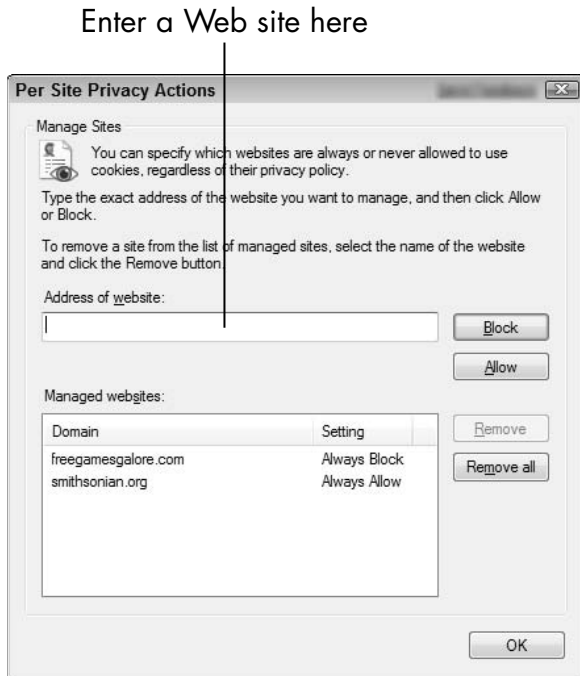 Enter a Web site here
Per Site Privacy Actions
Manage Sites
You can specify which websites are always or never allowed to use
cookies, regardless of their privacy policy.
Type the exact address of the website you want to manage, and then click Allow
or Block.
To remove a site from the list of managed sites, select the name of the website
and click the Remove button.
Address of website:
Block
Allow
Managed websites:
Domain Setting
freegamesgalore.com Always Block
smithsonian.org Always Allow
Remove
Remove all
OK